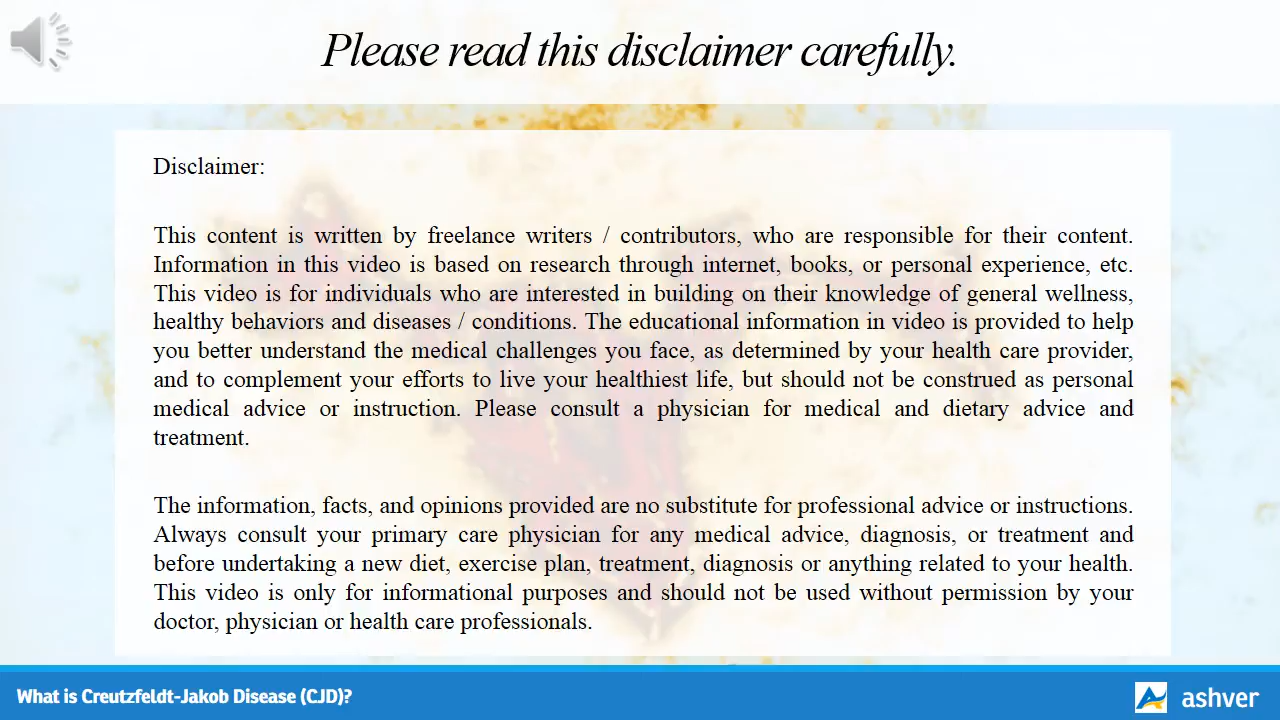 Please read this disclaimer carefully.
Disclaimer:
This content is written by freelance writers / contributors, who are responsible for their content.
Information in this video is based on research through internet, books, or personal experience, etc.
This video is for individuals who are interested in building on their knowledge of general wellness,
healthy behaviors and diseases / conditions. The educational information in video is provided to help
you better understand the medical challenges you face, as determined by your health care provider,
and to complement your efforts to live your healthiest life, but should not be construed as personal
medical advice or instruction. Please consult a physician for medical and dietary advice and
treatment.
The information, facts, and opinions provided are no substitute for professional advice or instructions.
Always consult your primary care physician for any medical advice, diagnosis, or treatment and
before undertaking a new diet, exercise plan, treatment, diagnosis or anything related to your health.
This video is only for informational purposes and should not be used without permission by your
doctor, physician or health care professionals.
What is Creutzfeldt-Jakob Disease (CJD)?
ashver